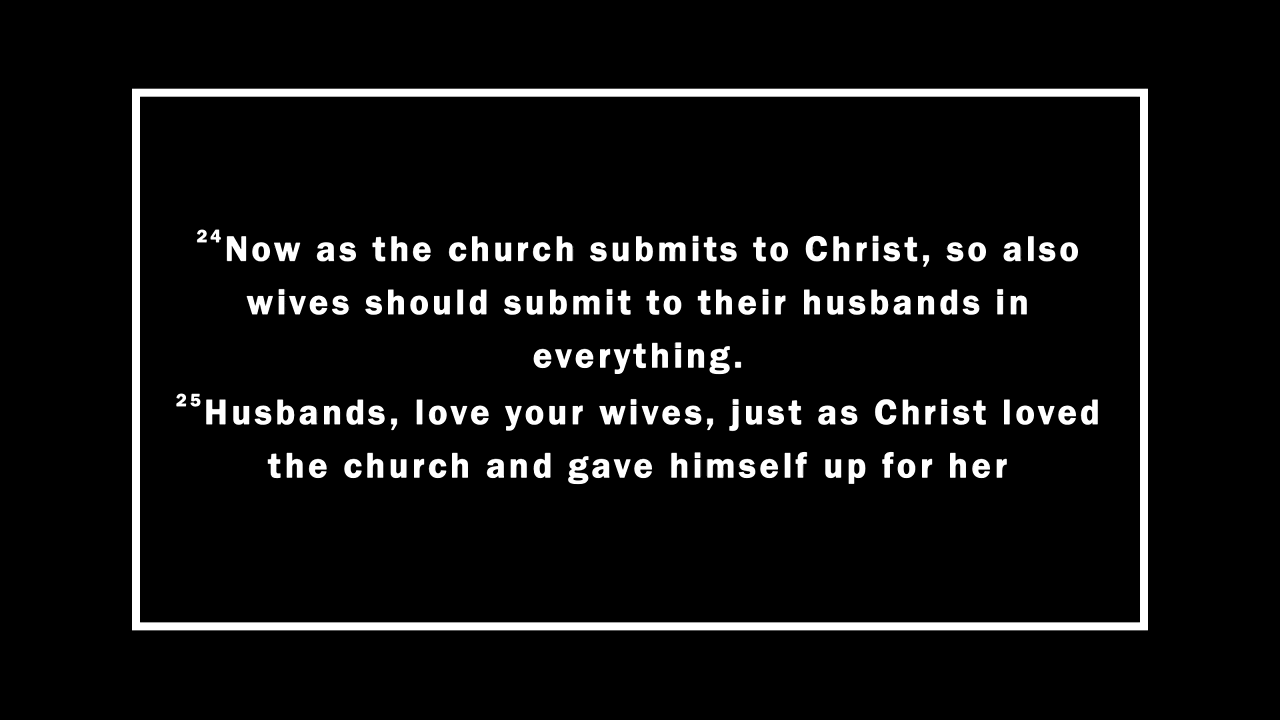 24Now as the church submits to Christ, so also
wives should submit to their husbands in
everything.
25Husbands, love your wives, just as Christ loved
the church and gave himself up for her